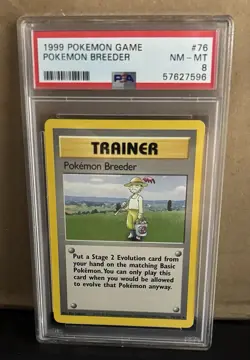 1999 POKEMON GAME #76
POKEMON BREEDER NM-MT
PSA 8
57627596
TRAINER
Pokémon Breeder
Put a Stage 2 Evolution card from
your hand on the matching Basic
Pokémon. You can only play this
card when you would be allowed
to evolve that Pokémon anyway.